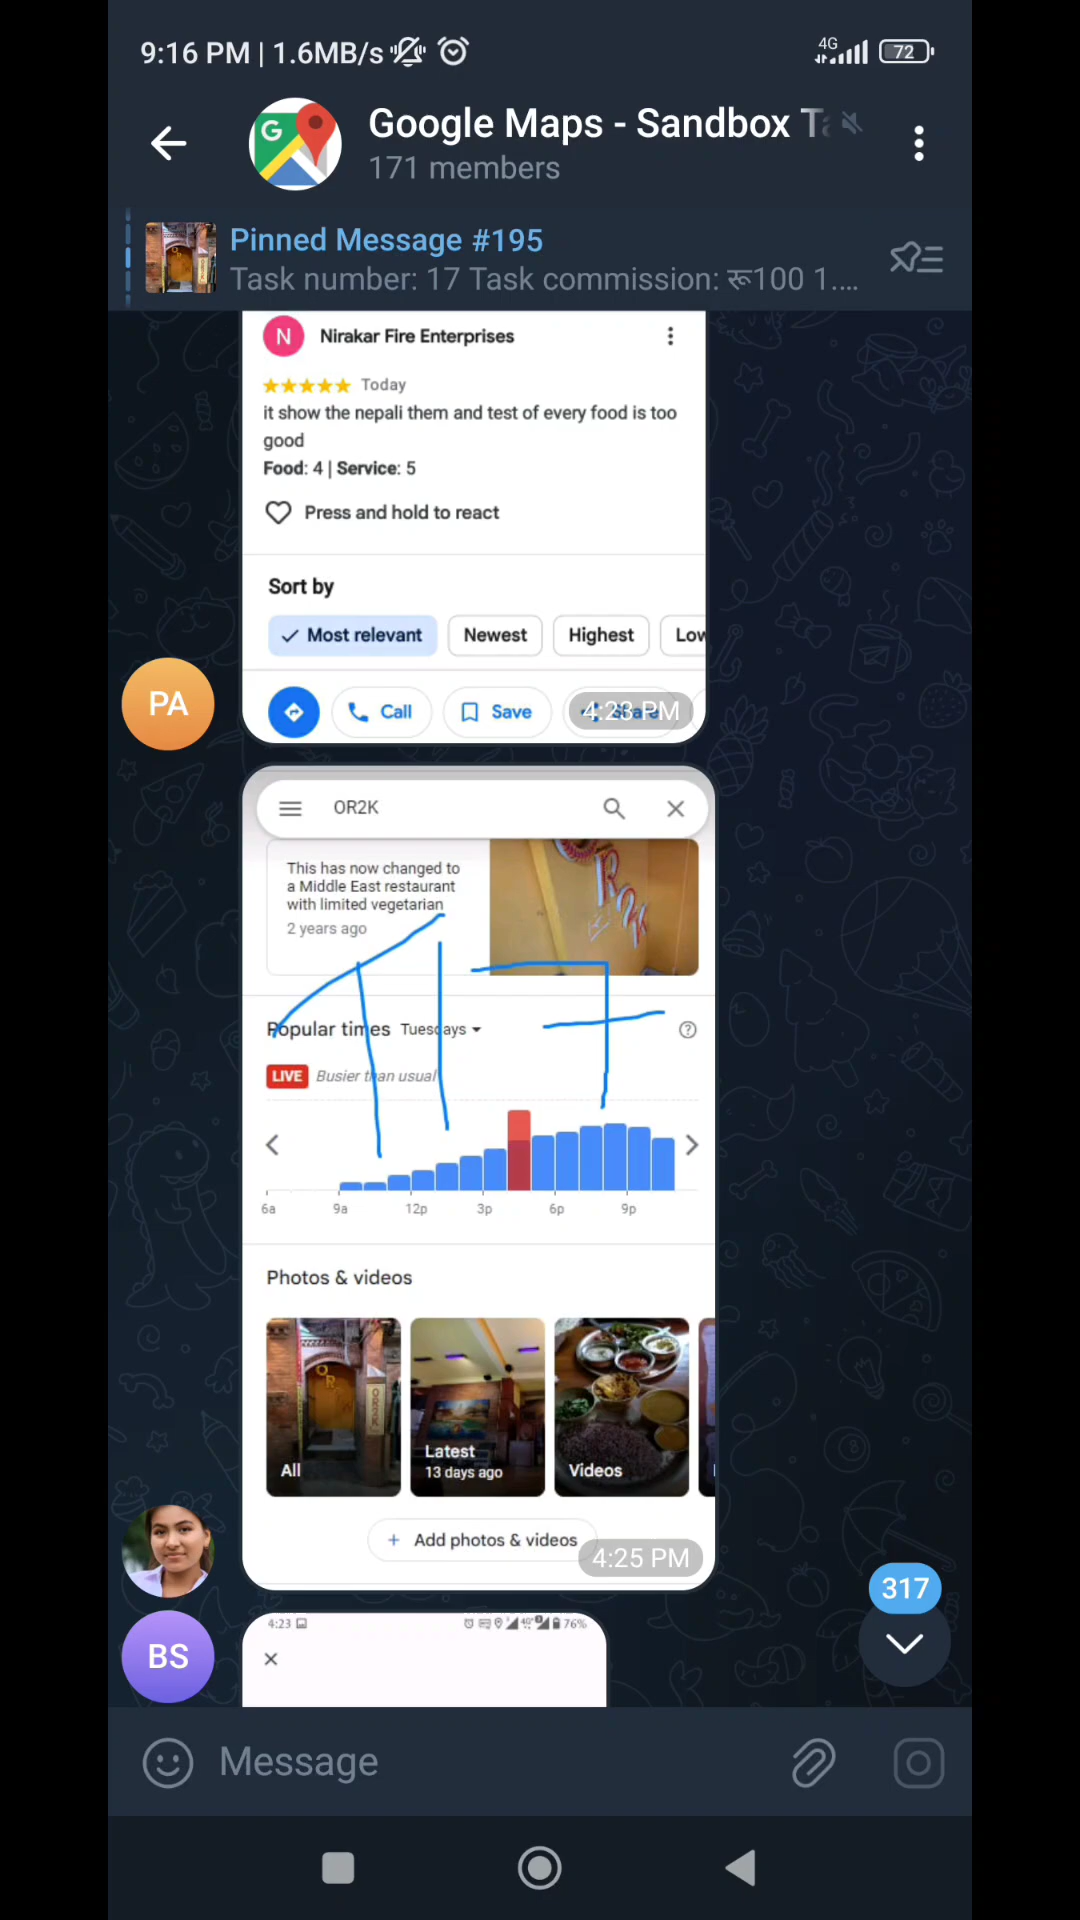 9:16 PM | 1.6MB/s
4G
72
Google Maps - Sandbox
171 members
Pinned Message #195
Task number: 17 Task commission: रू100 1....
N
Nirakar Fire Enterprises
Today
it show the nepali them and test of every food is too
good
Food: 4 | Service: 5
Press and hold to react
Sort by
Most relevant
Newest
Highest
Low
PA
Call
Save
Share
4:23 PM
OR2K
This has now changed to
a Middle East restaurant
with limited vegetarian
2 years ago
OR2K
Popular times
Tuesdays
LIVE
Busier than usual
6a
9a
12p
3p
6p
9p
Photos & videos
All
Latest
13 days ago
Videos
+ Add photos & videos
4:25 PM
317
BS
4:23
76%
Message